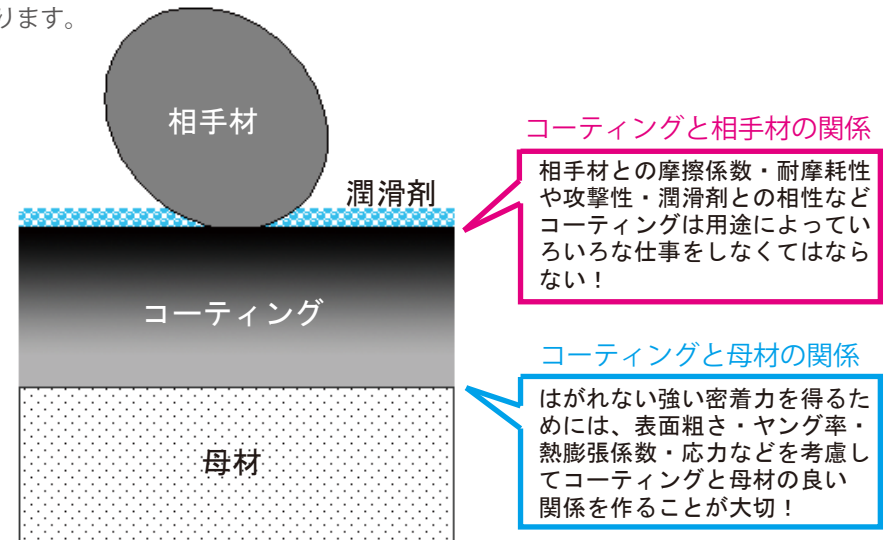 ります。
相手材
潤滑剤
コーティング
母材
コーティングと相手材の関係
相手材との摩擦係数・耐摩耗性
や攻撃性・潤滑剤との相性など
コーティングは用途によってい
ろいろな仕事をしなくてはなら
ない！
コーティングと母材の関係
はがれない強い密着力を得るた
めには、表面粗さ・ヤング率・
熱膨張係数・応力などを考慮し
てコーティングと母材の良い
関係を作ることが大切！